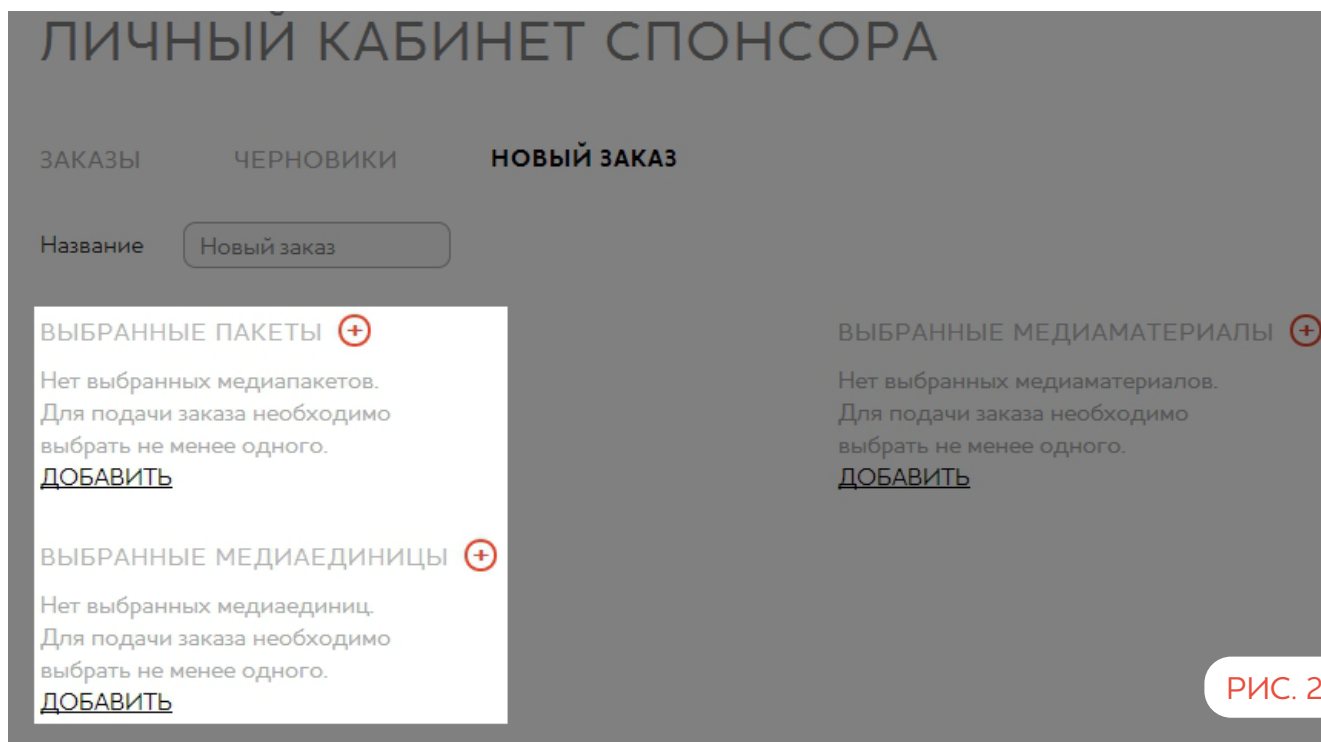 ЛИЧНЫЙ КАБИНЕТ СПОНСОРА
ЗАКАЗЫ ЧЕРНОВИКИ НОВЫЙ ЗАКАЗ
Название Новый заказ
ВЫБРАННЫЕ ПАКЕТЫ
Нет выбранных медиапакетов.
Для подачи заказа необходимо
выбрать не менее одного.
ДОБАВИТЬ
ВЫБРАННЫЕ МЕДИАЕДИНИЦЫ
Нет выбранных медиаединиц.
Для подачи заказа необходимо
выбрать не менее одного.
ДОБАВИТЬ
ВЫБРАННЫЕ МЕДИАМАТЕРИАЛЫ
Нет выбранных медиаматериалов.
Для подачи заказа необходимо
выбрать не менее одного.
ДОБАВИТЬ
РИС. 2